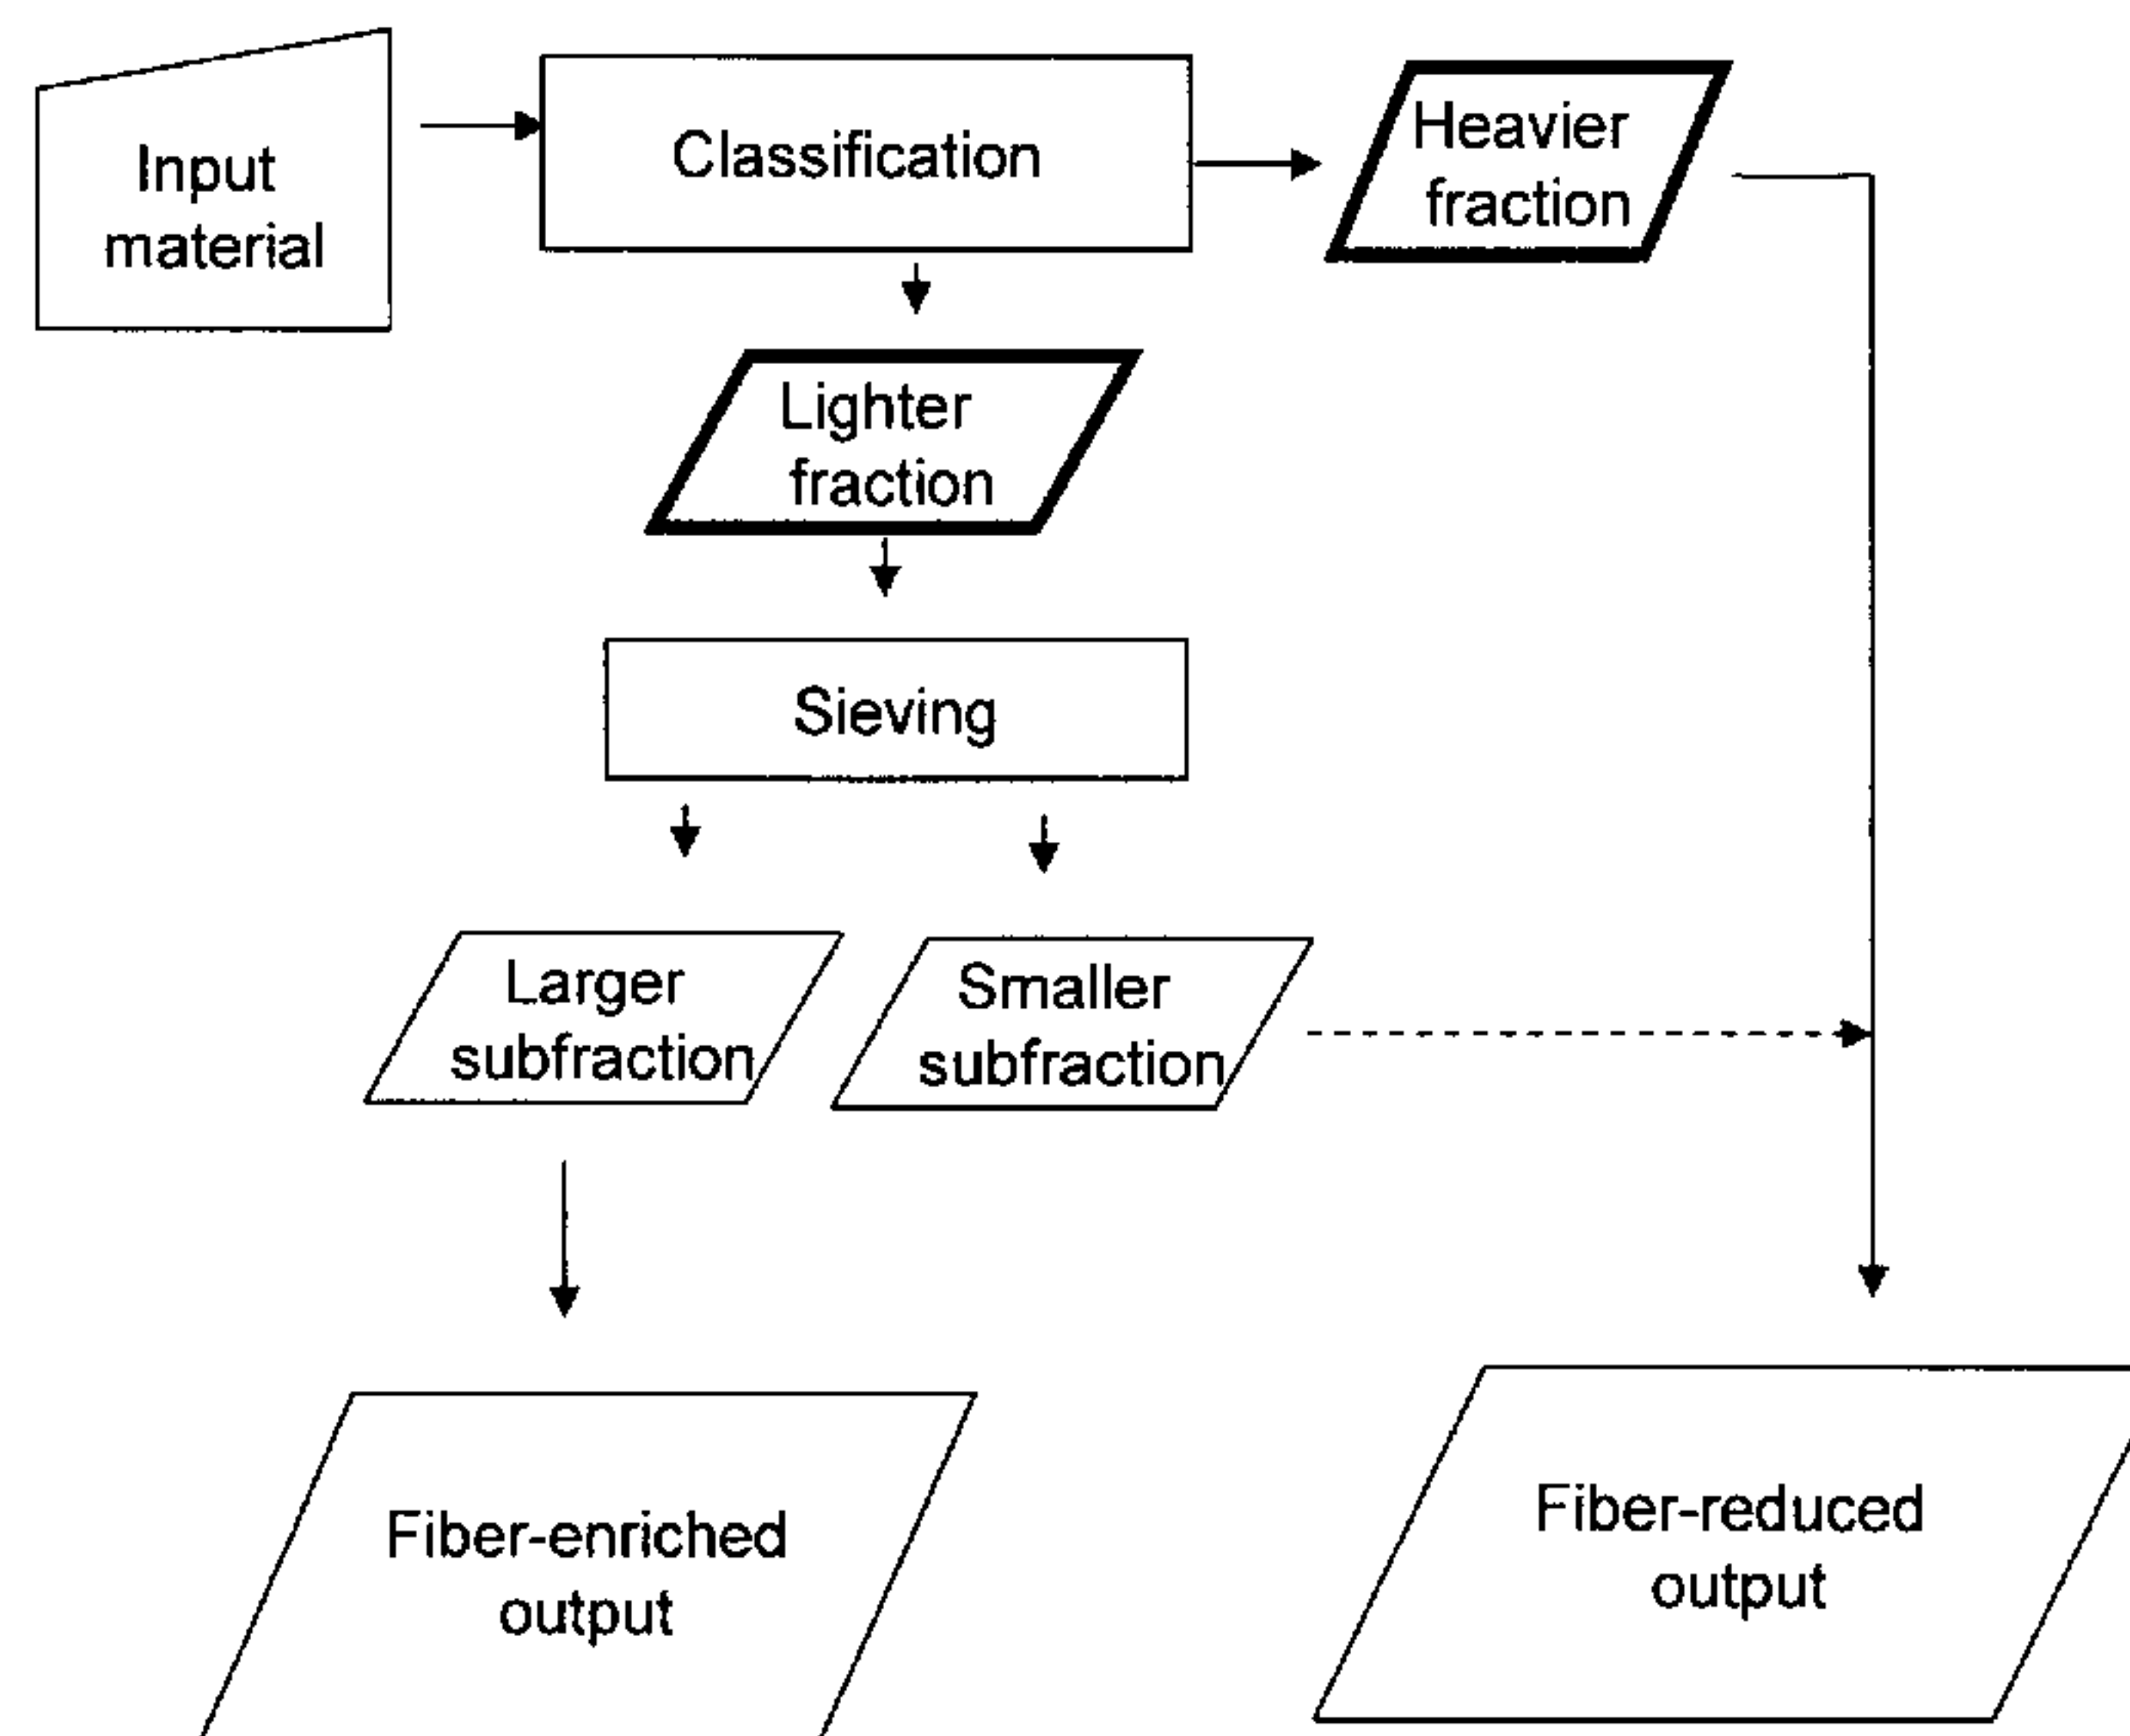 Input
material
Classification
Heavier
fraction
Lighter
fraction
Sieving
Larger
subfraction
Smaller
subfraction
Fiber-enriched
output
Fiber-reduced
output